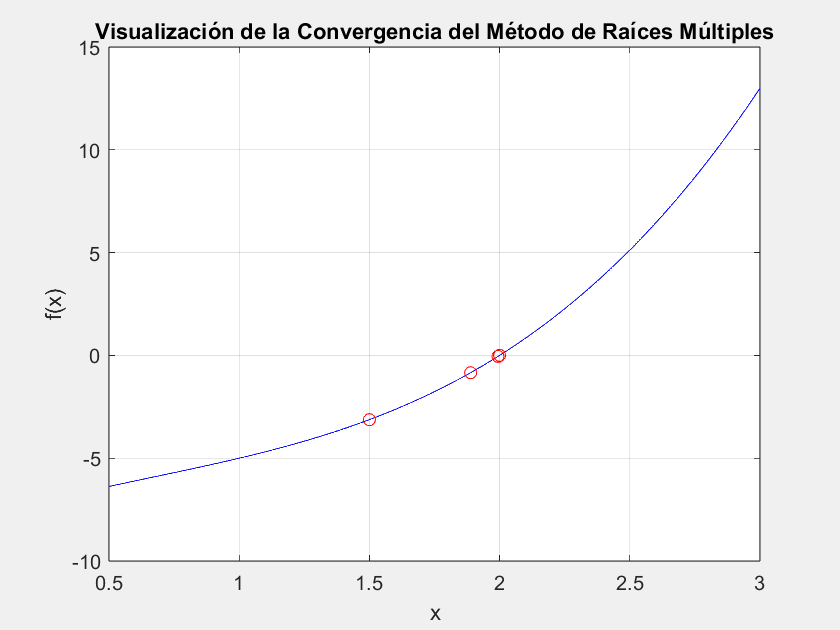 Visualización de la Convergencia del Método de Raíces Múltiples
15
10
5
0
-5
-10
f(x)
0.5 1 1.5 2 2.5 3
x